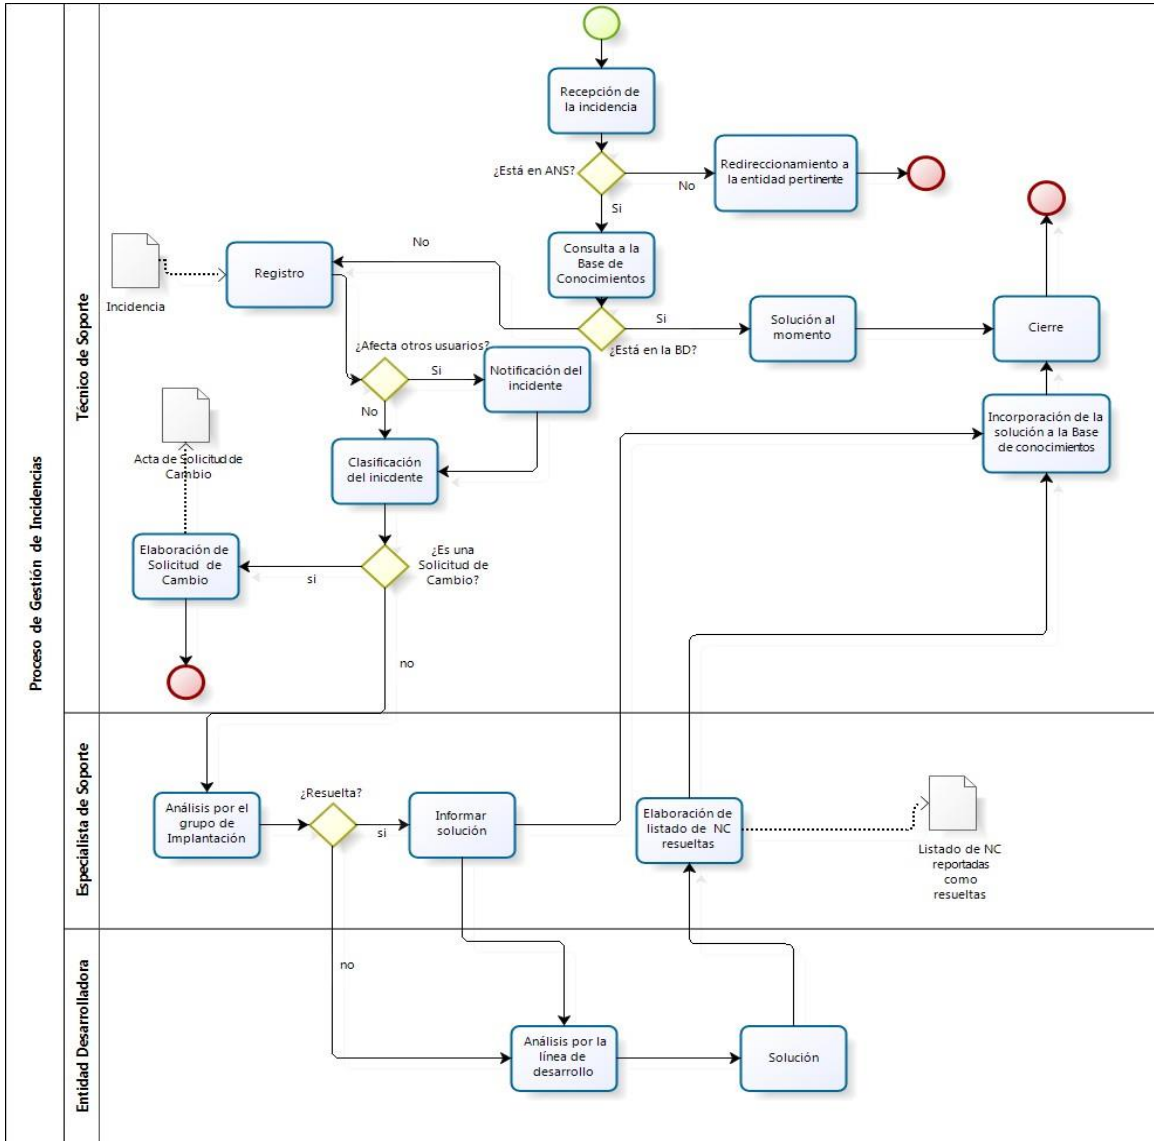 Proceso de Gestión de Incidencias
Técnico de Soporte
Recepción de
la incidencia
¿Está en ANS?
No
Redireccionamiento a
la entidad pertinente
Si
Consulta a la
Base de
Conocimientos
No
Registro
Incidencia
Si
¿Está en la BD?
Solución al
momento
Cierre
¿Afecta otros usuarios?
Si
Notificación del
incidente
No
Incorporación de la
solución a la Base
de conocimientos
Acta de Solicitud de
Cambio
Clasificación
del inicdente
Elaboración de
Solicitud de
Cambio
si
¿Es una
Solicitud de
Cambio?
no
Especialista de Soporte
Análisis por el
grupo de
Implantación
¿Resuelta?
si
Informar
solución
Elaboración de
listado de NC
resueltas
Listado de NC
reportadas
como
resueltas
Entidad Desarrolladora
no
Análisis por la
línea de
desarrollo
Solución